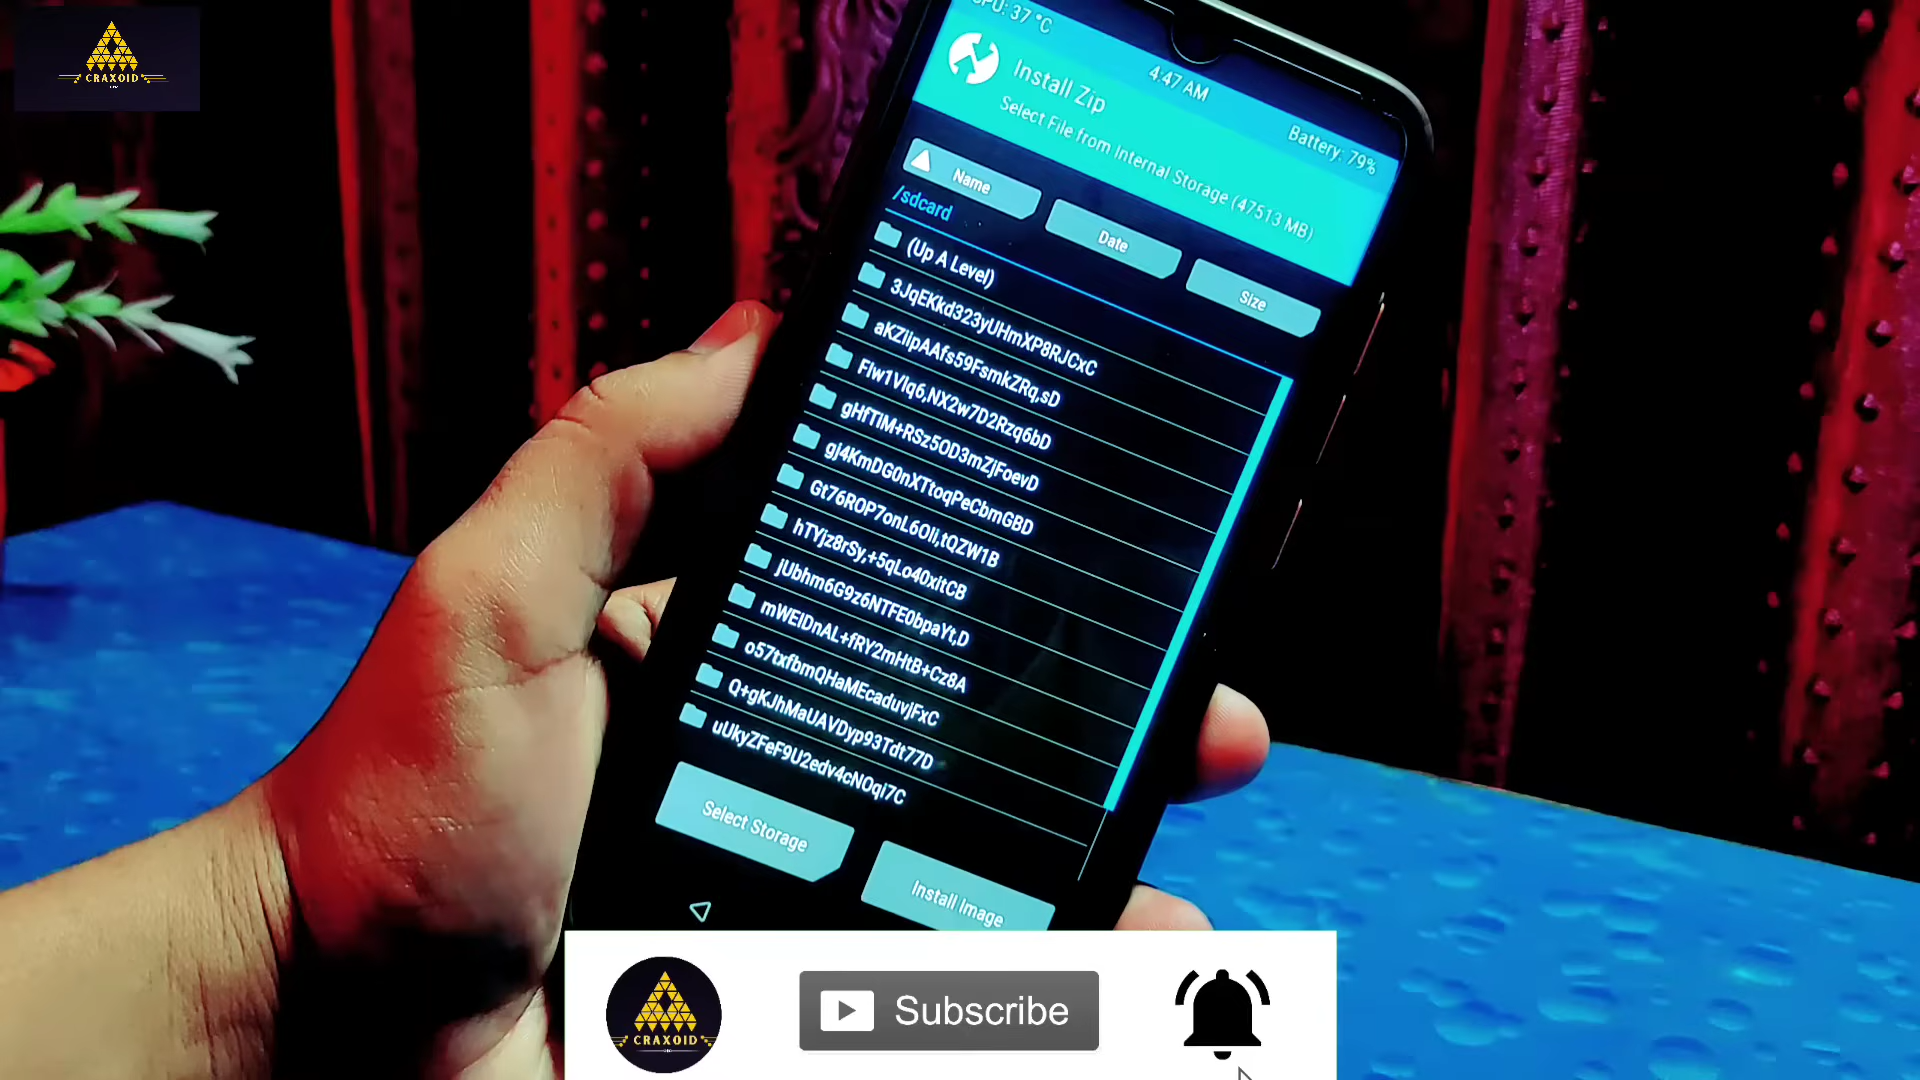 CRAXOID
CPU: 37 °C
4:47 AM
Battery: 79%
Install Zip
Select File from Internal Storage (47513 MB)
Name
Date
Size
/sdcard
(Up A Level)
3JqEKkd323yUHmXP8RJCxC
aKZiipAAfs59FsmkZRq,sD
Flw1Vlq6,NX2w7D2Rzq6bD
gHfTlM+RSz5OD3mZjFoevD
gj4KmDG0nXTtoqPeCbmGBD
Gt76ROP7onL6Oli,tQZW1B
hTYjz8rSy,+5qLo40xitCB
jUbhm6G9z6NTFE0bpaYt,D
mWEIDnAL+fRY2mHtB+Cz8A
o57txfbmQHaMEcaduvjFxC
Q+gKJhMaUAVDyp93Tdt77D
uUkyZFeF9U2edv4cNOqi7C
Select Storage
Install Image
CRAXOID
Subscribe